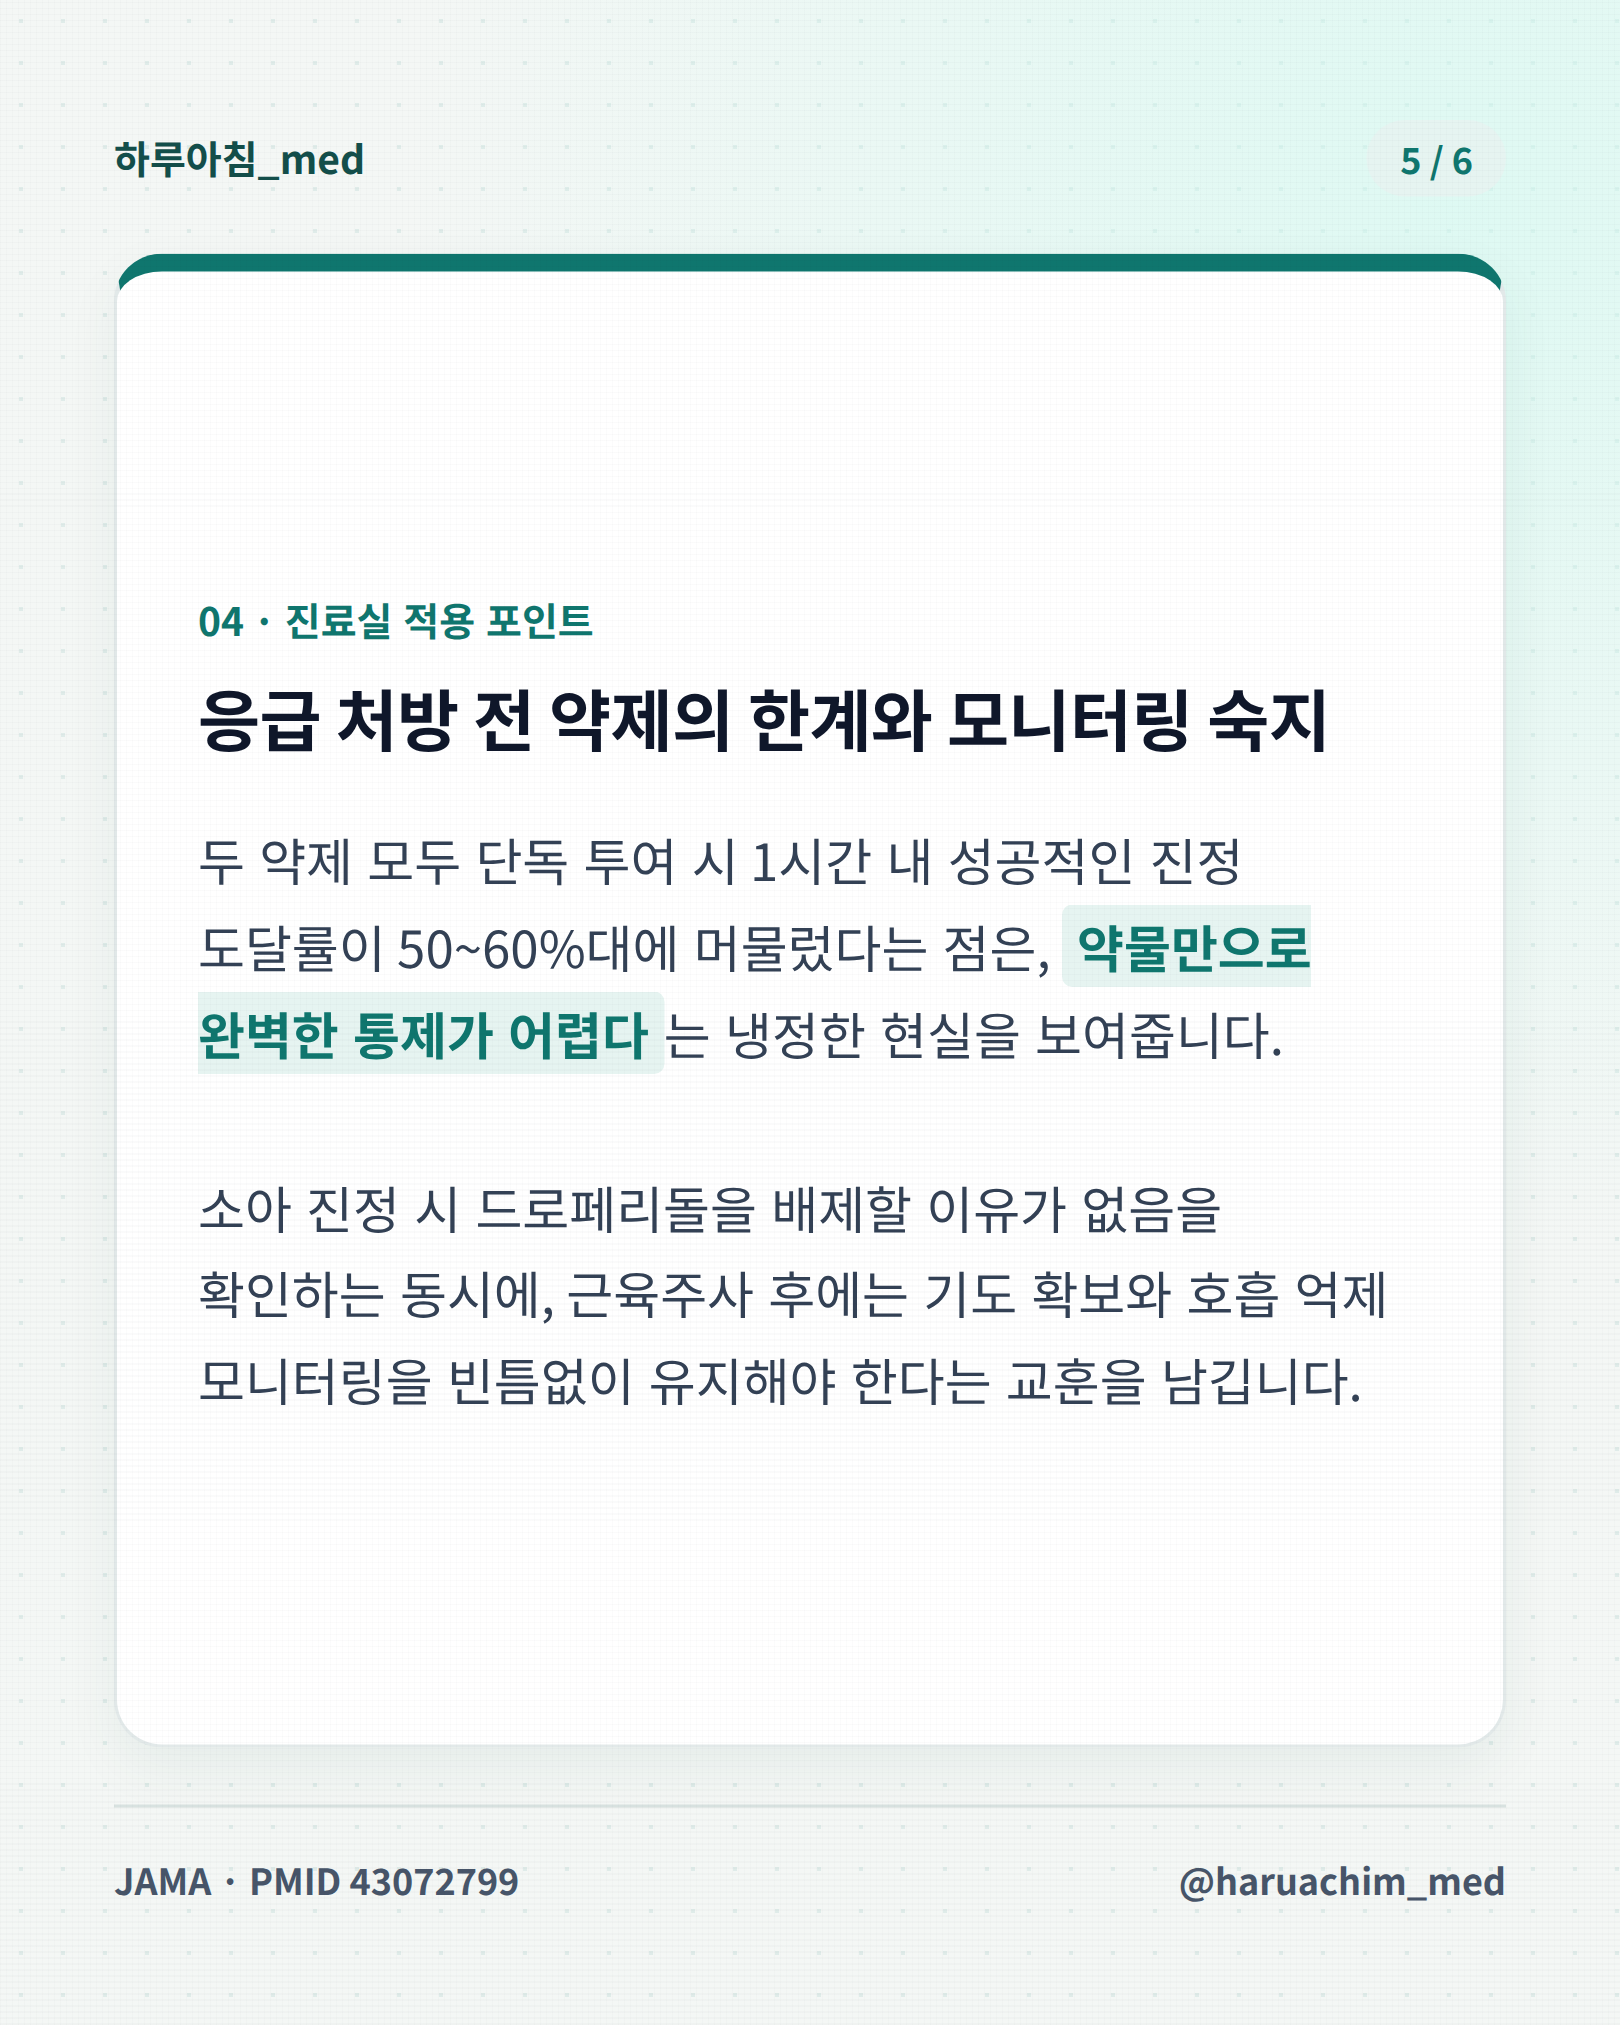 하루아침_med
5 / 6
04 · 진료실 적용 포인트
응급 처방 전 약제의 한계와 모니터링 숙지
두 약제 모두 단독 투여 시 1시간 내 성공적인 진정
도달률이 50~60%대에 머물렀다는 점은, 약물만으로
완벽한 통제가 어렵다 는 냉정한 현실을 보여줍니다.
소아 진정 시 드로페리돌을 배제할 이유가 없음을
확인하는 동시에, 근육주사 후에는 기도 확보와 호흡 억제
모니터링을 빈틈없이 유지해야 한다는 교훈을 남깁니다.
JAMA · PMID 43072799
@haruachim_med